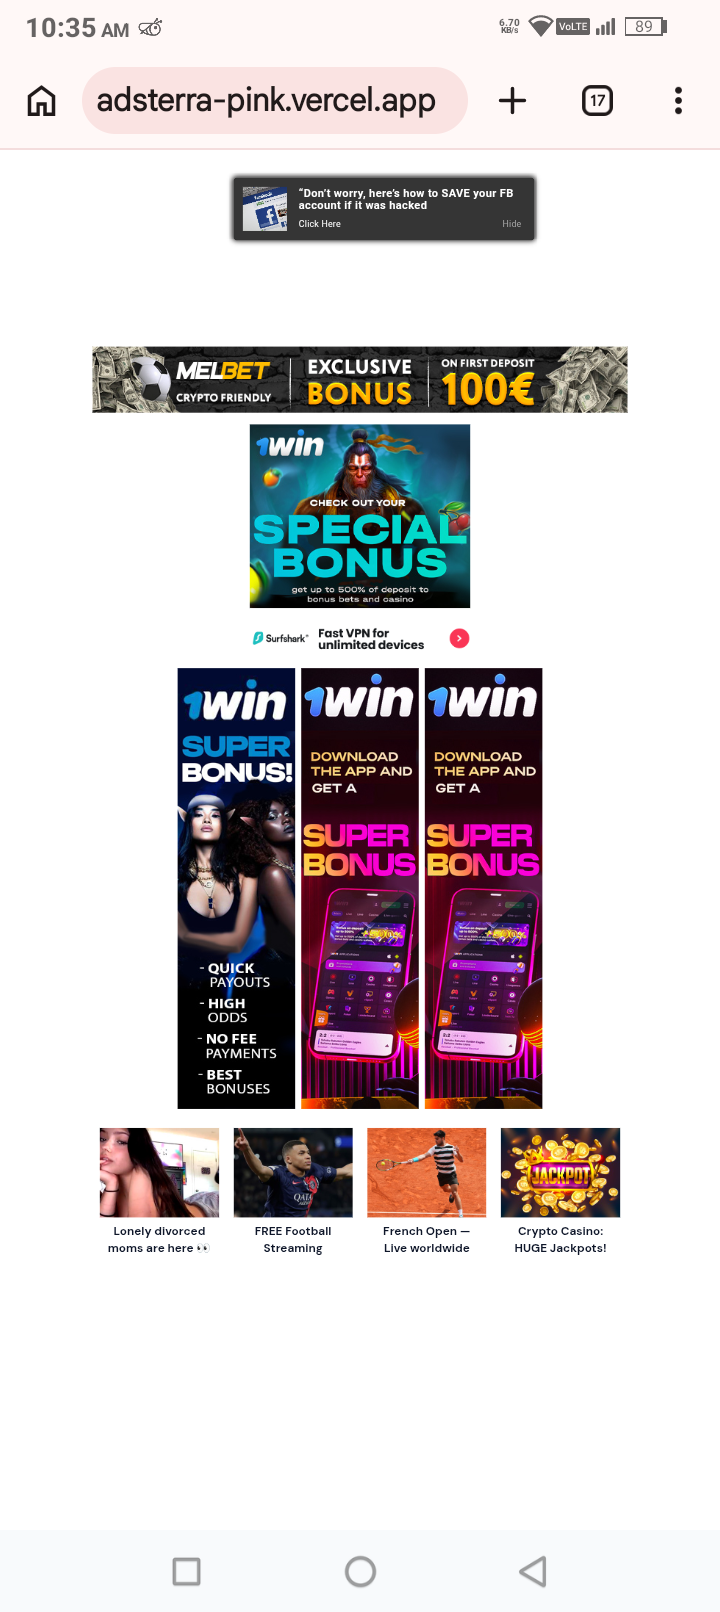 10:35 AM
6.70
KB/s
VoLTE
89
adsterra-pink.vercel.app
17
“Don’t worry, here’s how to SAVE your FB
account if it was hacked
Click Here
Hide
MELBET
CRYPTO FRIENDLY
EXCLUSIVE
BONUS
ON FIRST DEPOSIT
100€
1win
CHECK OUT YOUR
SPECIAL
BONUS
get up to 500% of deposit to
bonus bets and casino
Surfshark
Fast VPN for
unlimited devices
1win
SUPER
BONUS!
- QUICK
PAYOUTS
- HIGH
ODDS
- NO FEE
PAYMENTS
- BEST
BONUSES
1win
DOWNLOAD
THE APP AND
GET A
SUPER
BONUS
1win
DOWNLOAD
THE APP AND
GET A
SUPER
BONUS
Lonely divorced
moms are here 👀
QATAR
FREE Football
Streaming
French Open —
Live worldwide
JACKPOT
Crypto Casino:
HUGE Jackpots!